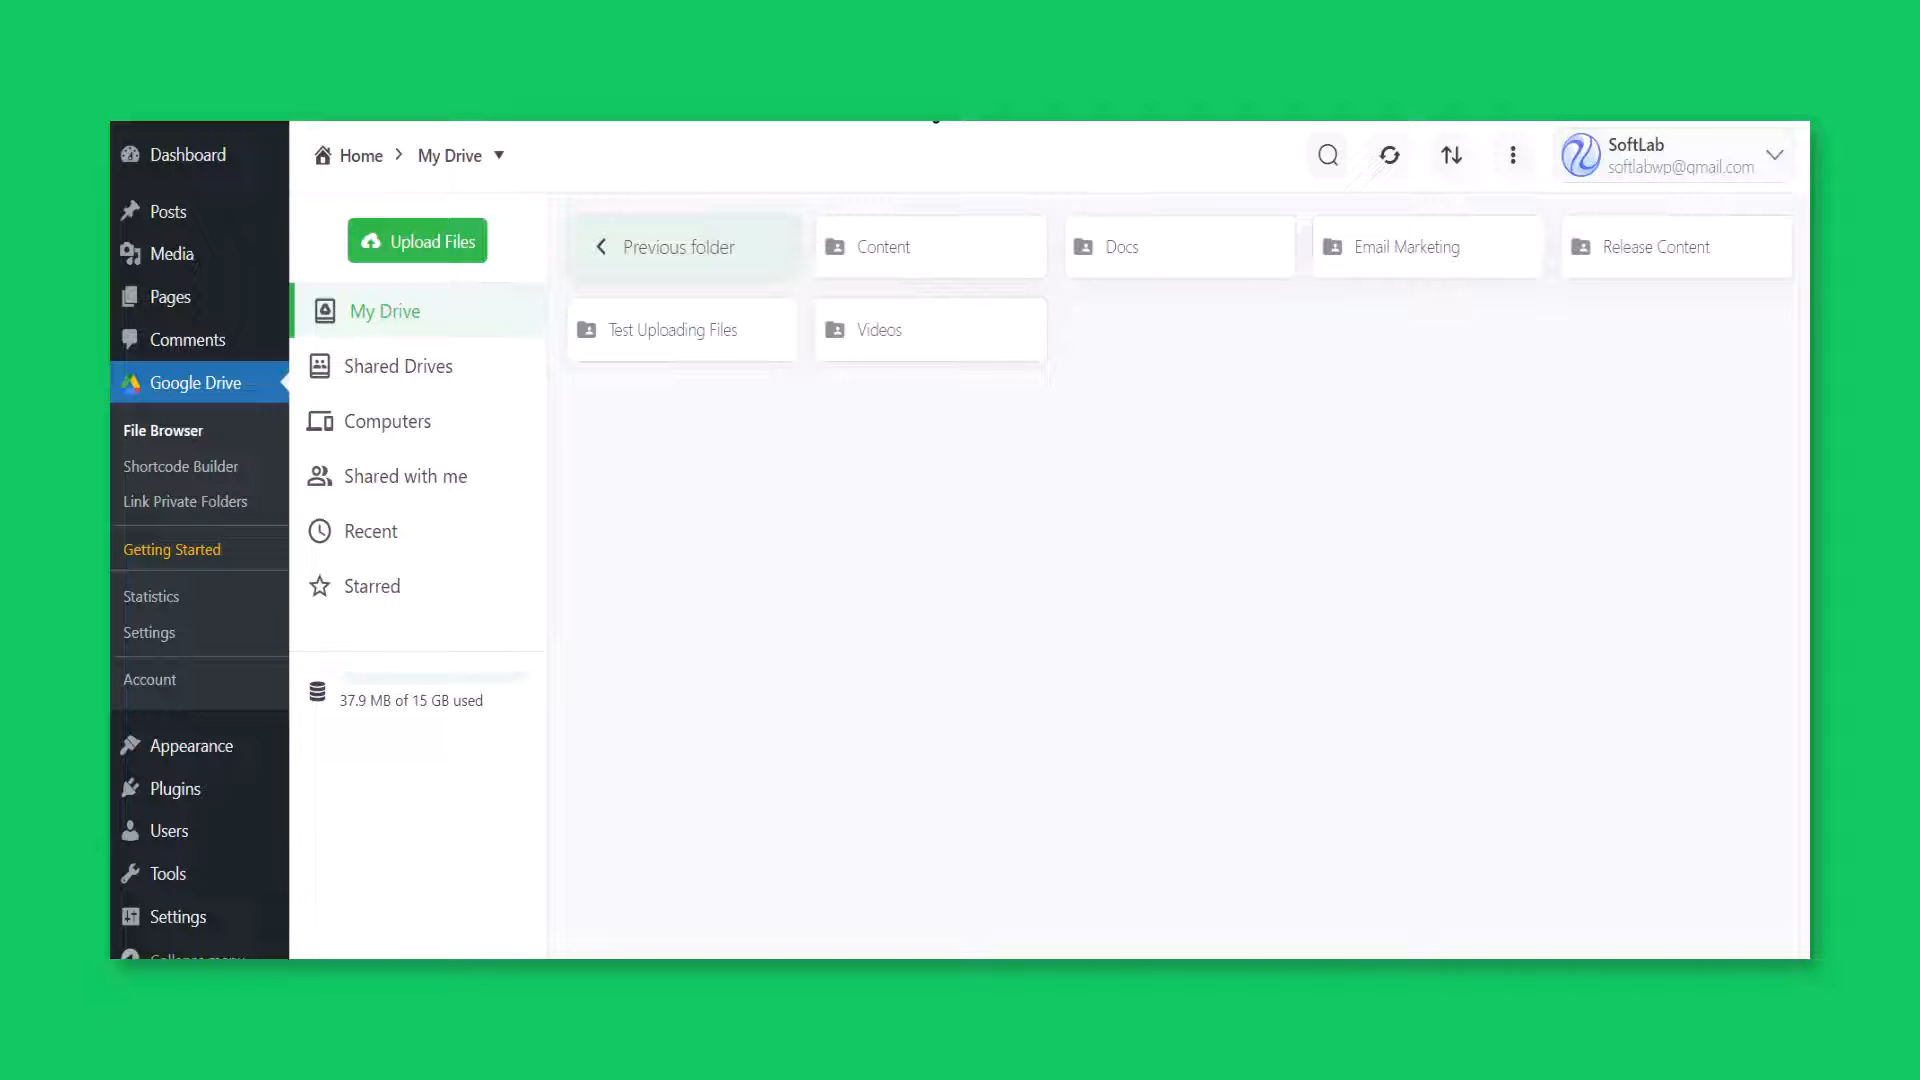 Dashboard
Posts
Media
Pages
Comments
Google Drive
File Browser
Shortcode Builder
Link Private Folders
Getting Started
Statistics
Settings
Account
Appearance
Plugins
Users
Tools
Settings
Home
My Drive
SoftLab
softlabwp@gmail.com
Upload Files
My Drive
Shared Drives
Computers
Shared with me
Recent
Starred
37.9 MB of 15 GB used
Previous folder
Content
Docs
Email Marketing
Release Content
Test Uploading Files
Videos